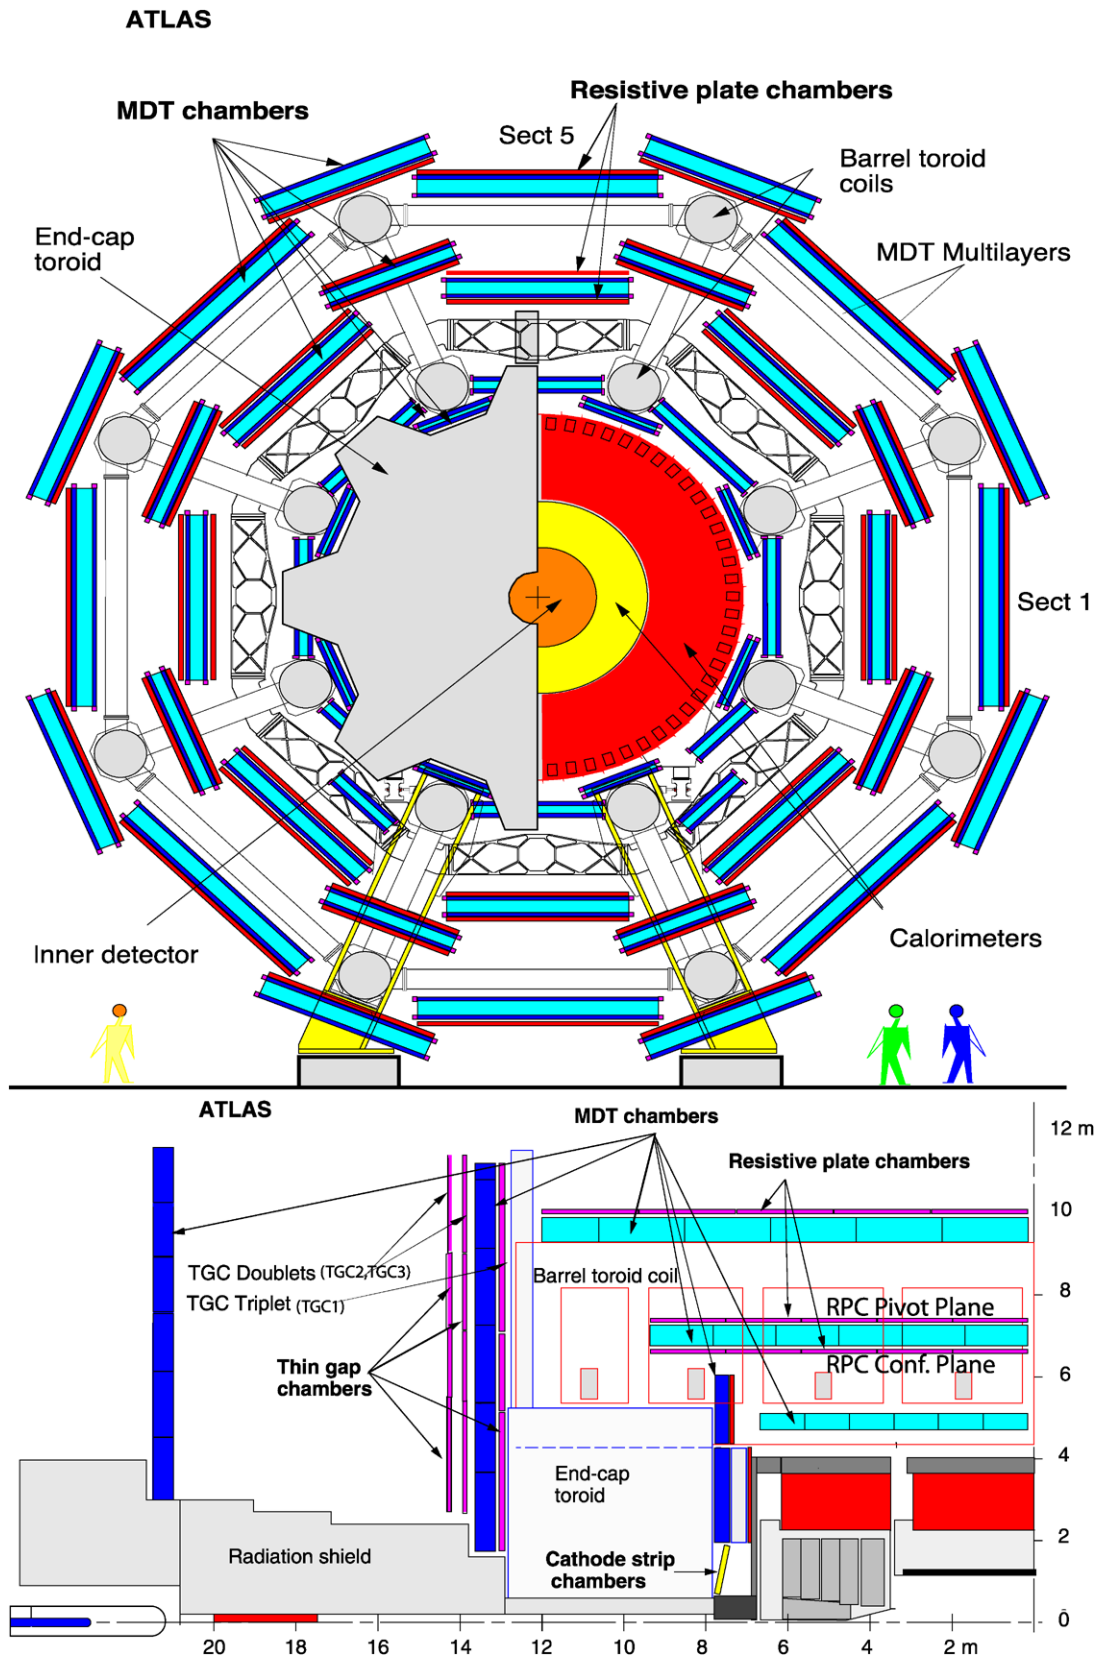 ATLAS
MDT chambers
Resistive plate chambers
Sect 5
Barrel toroid
coils
End-cap
toroid
MDT Multilayers
Sect 1
Inner detector
Calorimeters
ATLAS
MDT chambers
12 m
Resistive plate chambers
10
TGC Doublets (TGC2,TGC3)
TGC Triplet (TGC1)
Barrel toroid coil
8
RPC Pivot Plane
Thin gap
chambers
RPC Conf. Plane
6
4
End-cap
toroid
2
Radiation shield
Cathode strip
chambers
0
20 18 16 14 12 10 8 6 4 2 m